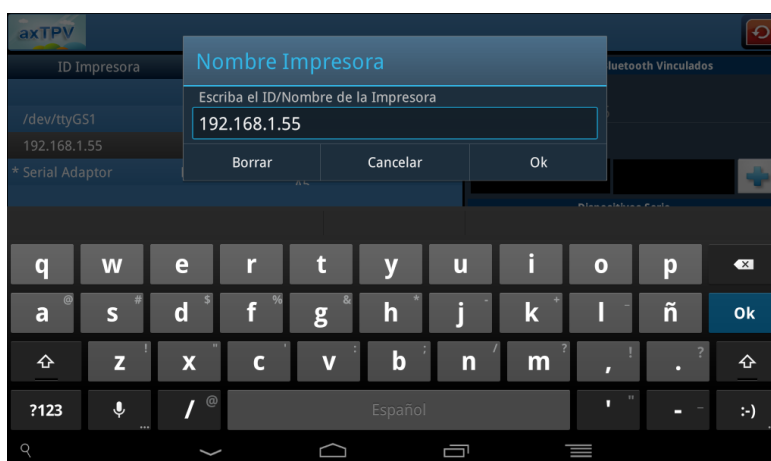 axTPV
ID Impresora
Nombre Impresora
luetooth Vinculados
Escriba el ID/Nombre de la Impresora
192.168.1.55
/dev/ttyGS1
192.168.1.55
* Serial Adaptor
Borrar Cancelar Ok
q w e r t y u i o p
@ # $ % & * - + _
a s d f g h j k l ñ Ok
! " ' : ; / ? ! ?
z x c v b n m , .
?123 / @ Español ' " - _ :-)